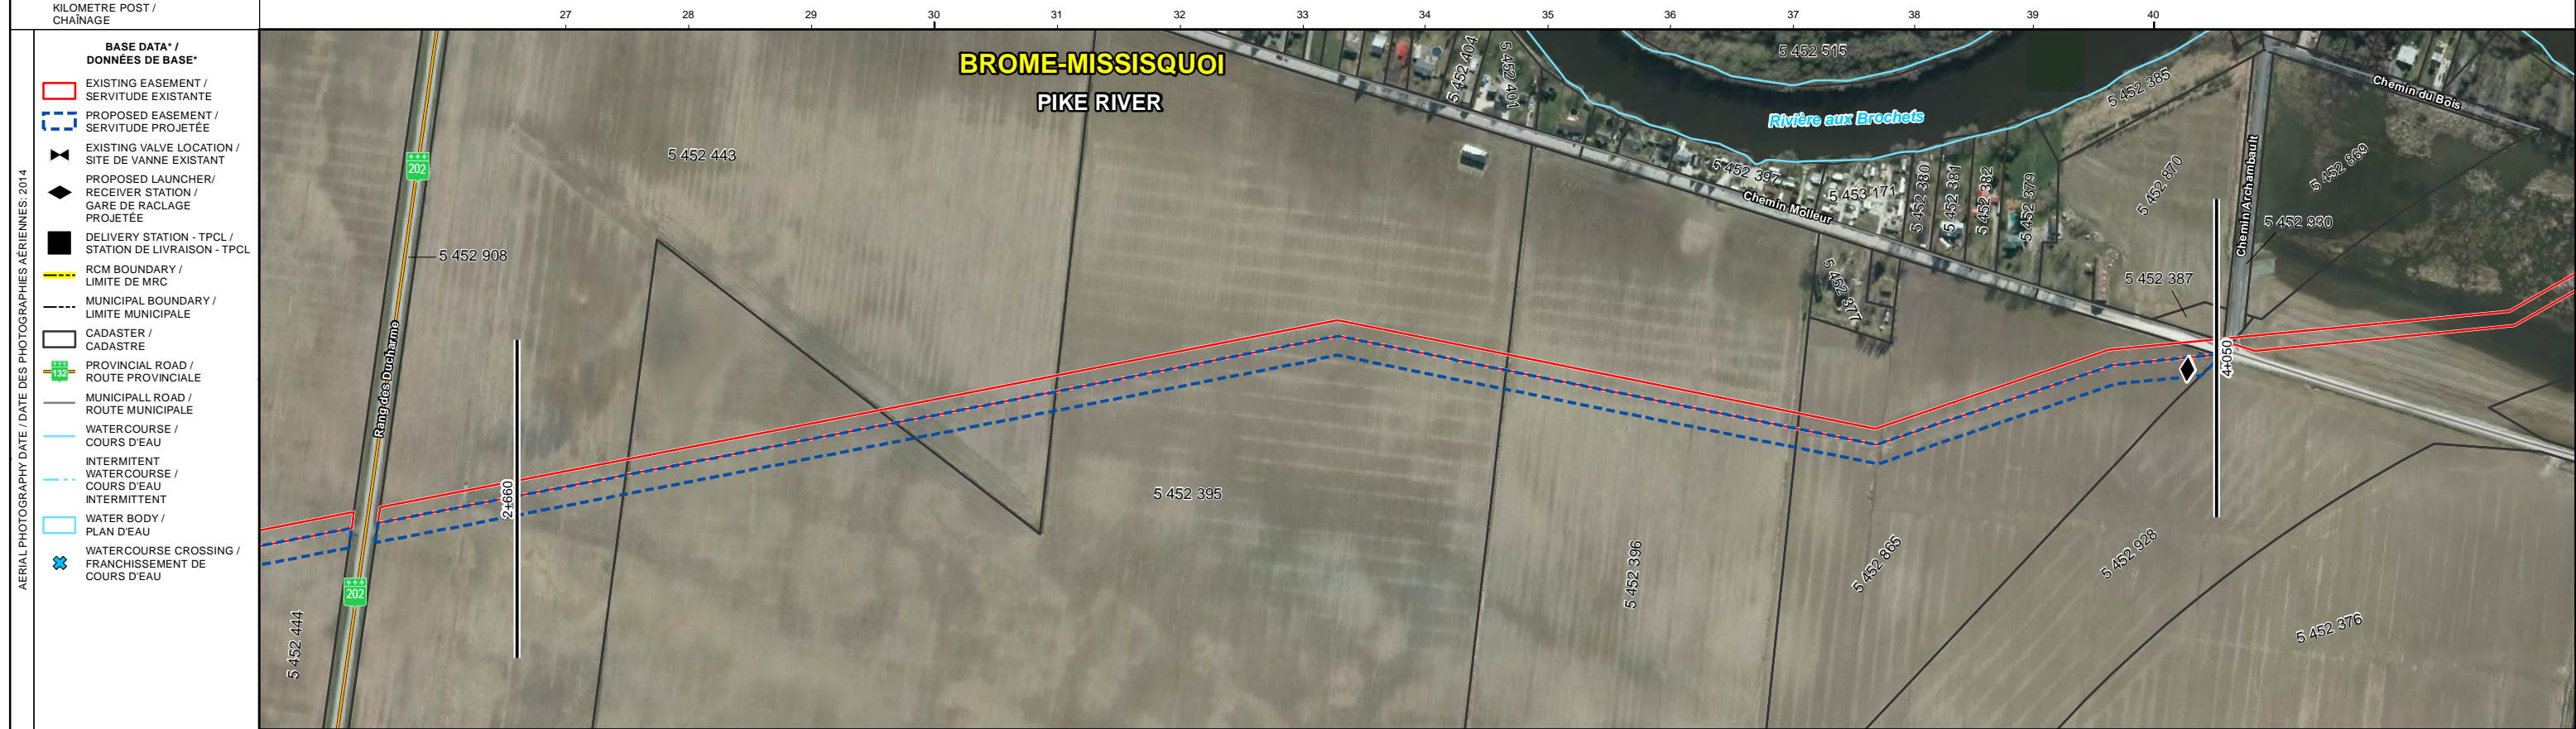 KILOMETRE POST /
CHAÎNAGE
27 28 29 30 31 32 33 34 35 36 37 38 39 40
AERIAL PHOTOGRAPHY DATE / DATE DES PHOTOGRAPHIES AÉRIENNES: 2014
BASE DATA* /
DONNÉES DE BASE*
EXISTING EASEMENT /
SERVITUDE EXISTANTE
PROPOSED EASEMENT /
SERVITUDE PROJETÉE
EXISTING VALVE LOCATION /
SITE DE VANNE EXISTANT
PROPOSED LAUNCHER/
RECEIVER STATION /
GARE DE RACLAGE
PROJETÉE
DELIVERY STATION - TPCL /
STATION DE LIVRAISON - TPCL
RCM BOUNDARY /
LIMITE DE MRC
MUNICIPAL BOUNDARY /
LIMITE MUNICIPALE
CADASTER /
CADASTRE
132
PROVINCIAL ROAD /
ROUTE PROVINCIALE
MUNICIPALL ROAD /
ROUTE MUNICIPALE
WATERCOURSE /
COURS D'EAU
INTERMITENT
WATERCOURSE /
COURS D'EAU
INTERMITTENT
WATER BODY /
PLAN D'EAU
WATERCOURSE CROSSING /
FRANCHISSEMENT DE
COURS D'EAU
BROME-MISSISQUOI
PIKE RIVER
202
5 452 443
5 452 908
Rang des Ducharme
2+660
202
5 452 444
5 452 395
5 452 404
5 452 401
5 452 515
Rivière aux Brochets
5 452 385
Chemin du Bois
5 452 397
5 453 171
Chemin Molleur
5 452 380
5 452 381
5 452 382
5 452 379
5 452 870
Chemin Archambault
5 452 869
5 452 930
5 452 387
5 452 377
4+050
5 452 396
5 452 865
5 452 928
5 452 376